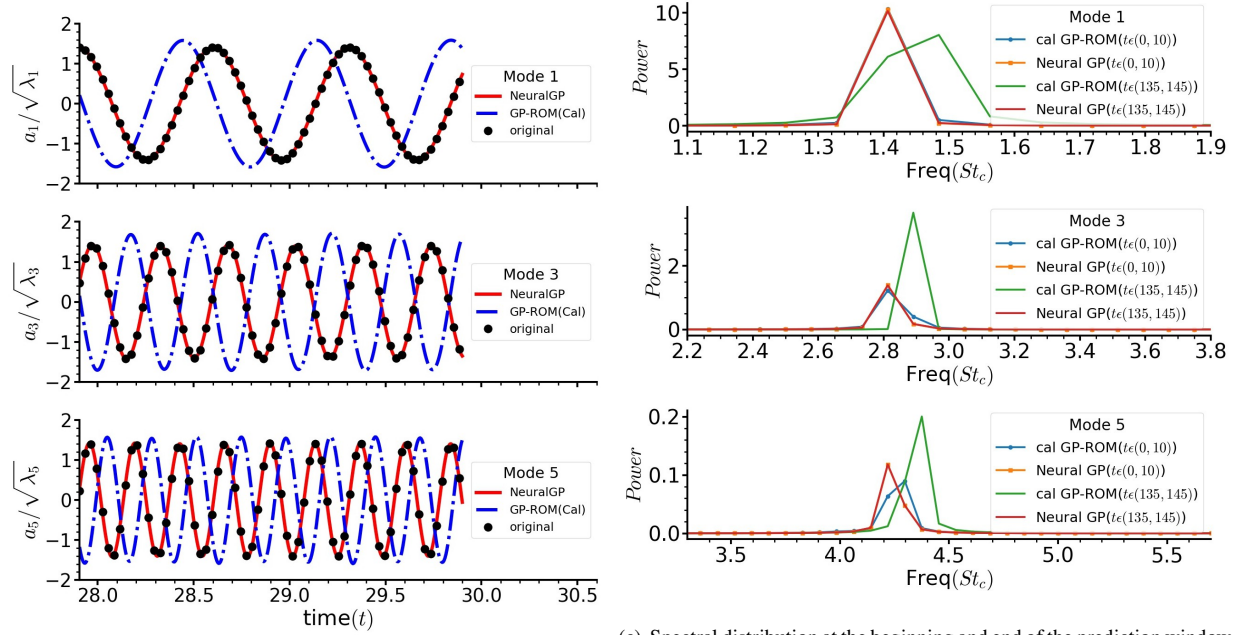 2
1
0
−1
−2
a₁/√λ₁
Mode 1
NeuralGP
GP-ROM(Cal)
original
2
1
0
−1
−2
a₃/√λ₃
Mode 3
NeuralGP
GP-ROM(Cal)
original
2
1
0
−1
−2
a₅/√λ₅
Mode 5
NeuralGP
GP-ROM(Cal)
original
28.0 28.5 29.0 29.5 30.0 30.5
time(t)
10
5
0
Power
Mode 1
cal GP-ROM(tϵ(0, 10))
Neural GP(tϵ(0, 10))
cal GP-ROM(tϵ(135, 145))
Neural GP(tϵ(135, 145))
1.1 1.2 1.3 1.4 1.5 1.6 1.7 1.8 1.9
Freq(St_c)
2
0
Power
Mode 3
cal GP-ROM(tϵ(0, 10))
Neural GP(tϵ(0, 10))
cal GP-ROM(tϵ(135, 145))
Neural GP(tϵ(135, 145))
2.2 2.4 2.6 2.8 3.0 3.2 3.4 3.6 3.8
Freq(St_c)
0.2
0.1
0.0
Power
Mode 5
cal GP-ROM(tϵ(0, 10))
Neural GP(tϵ(0, 10))
cal GP-ROM(tϵ(135, 145))
Neural GP(tϵ(135, 145))
3.5 4.0 4.5 5.0 5.5
Freq(St_c)
Spectral distribution at the beginning and end of the prediction window